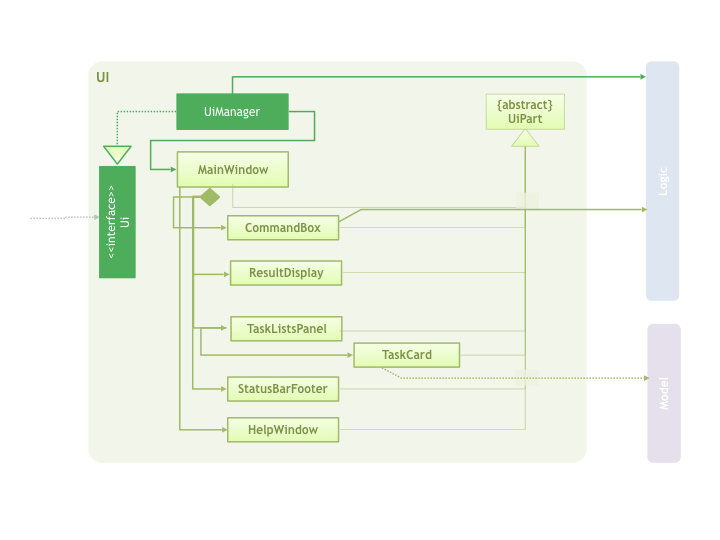 UI
UiManager
{abstract}
UiPart
MainWindow
Logic
<<interface>>
Ui
CommandBox
ResultDisplay
TaskListsPanel
TaskCard
StatusBarFooter
Model
HelpWindow